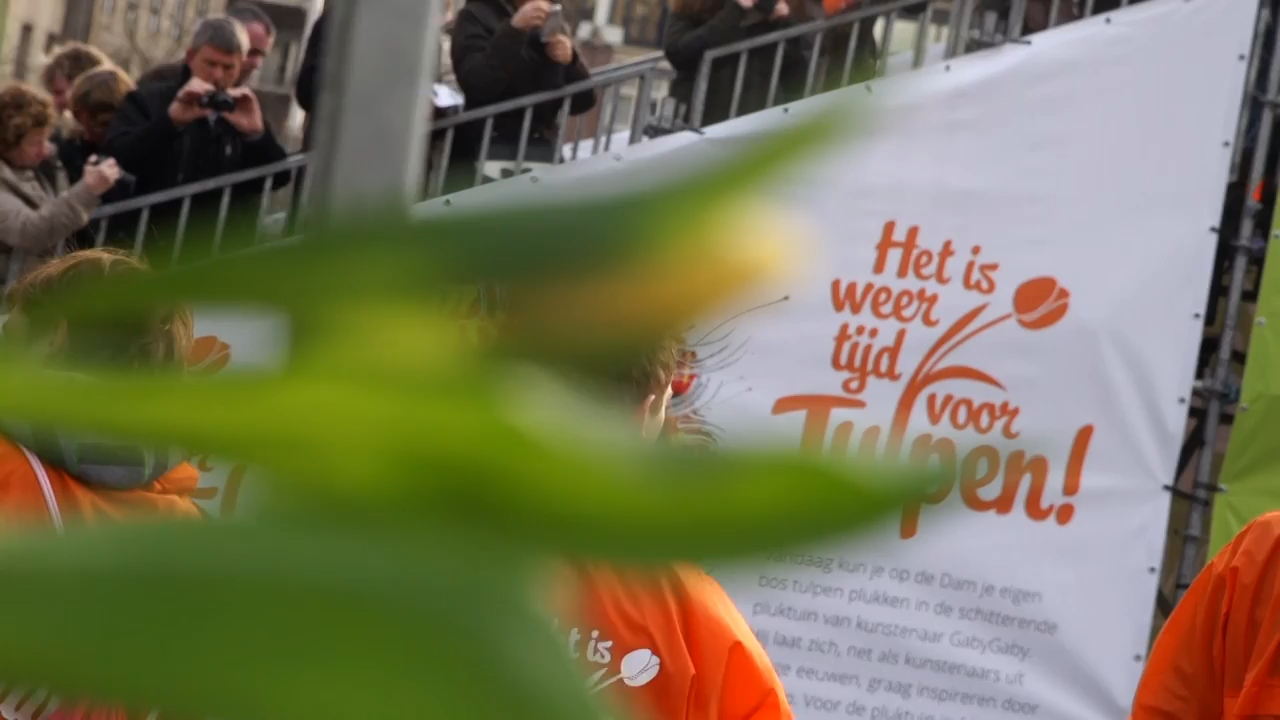 Het is
weer
tijd
voor
Tulpen!
Vandaag kun je op de Dam je eigen
bos tulpen plukken in de schitterende
pluktuin van kunstenaar GabyGaby.
laat zich, net als kunstenaars uit
eeuwen, graag inspireren door
Voor de pluktuin
t is